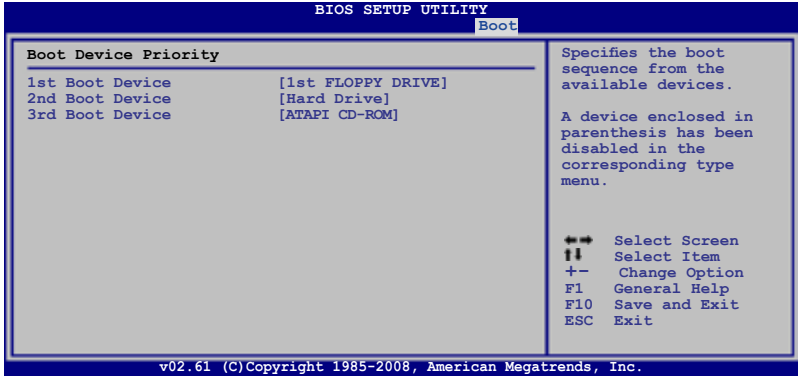 BIOS SETUP UTILITY
Boot
Boot Device Priority
1st Boot Device [1st FLOPPY DRIVE]
2nd Boot Device [Hard Drive]
3rd Boot Device [ATAPI CD-ROM]
Specifies the boot
sequence from the
available devices.
A device enclosed in
parenthesis has been
disabled in the
corresponding type
menu.
←→ Select Screen
↑↓ Select Item
+- Change Option
F1 General Help
F10 Save and Exit
ESC Exit
v02.61 (C)Copyright 1985-2008, American Megatrends, Inc.